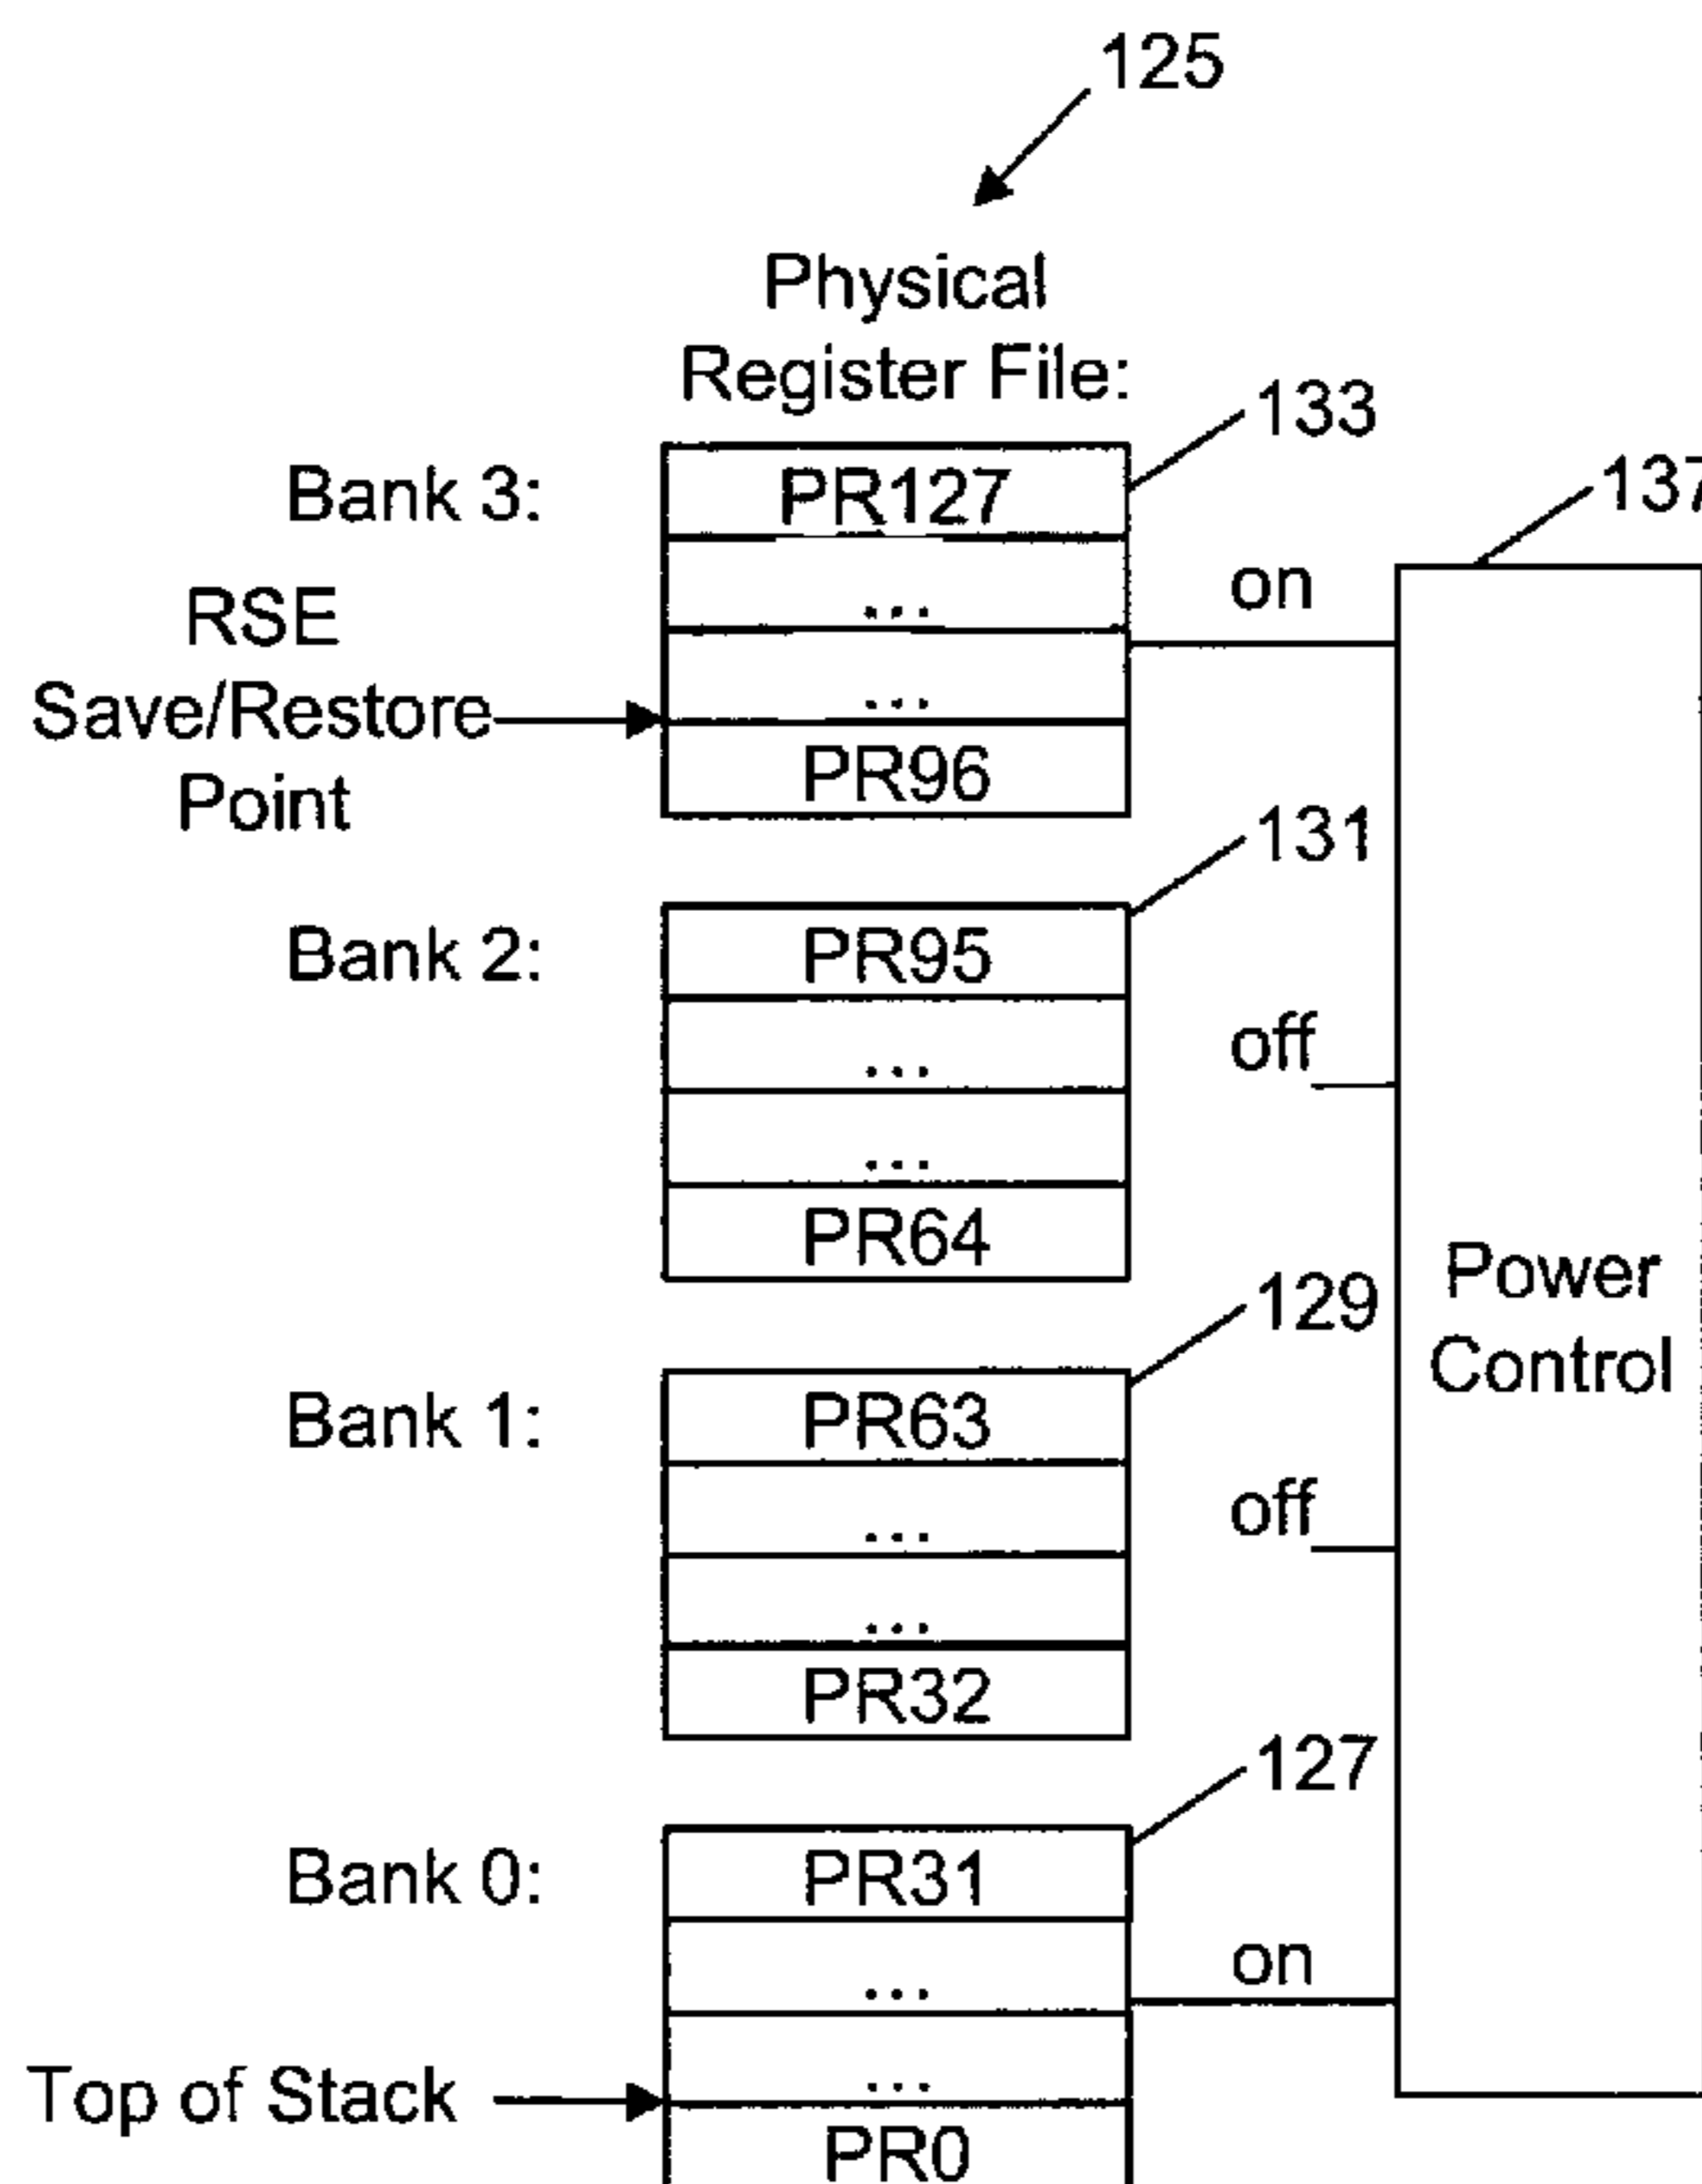 125
Physical
Register File:
133
Bank 3:
PR127
137
on
...
RSE
Save/Restore
Point
...
PR96
131
Bank 2:
PR95
off
...
...
PR64
Power
Control
129
Bank 1:
PR63
off
...
...
PR32
127
Bank 0:
PR31
on
...
...
Top of Stack
PR0